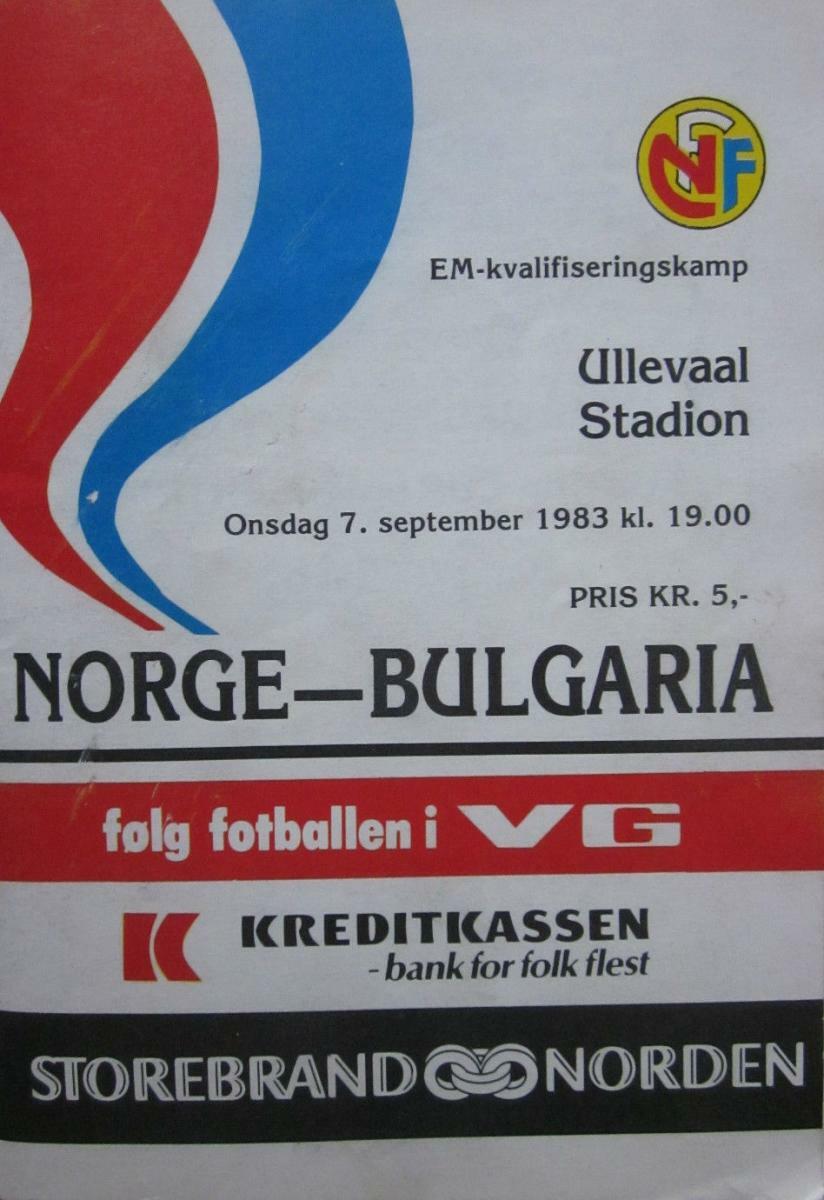 NFF
EM-kvalifiseringskamp
Ullevaal
Stadion
Onsdag 7. september 1983 kl. 19.00
PRIS KR. 5,-
NORGE—BULGARIA
følg fotballen i VG
K KREDITKASSEN
- bank for folk flest
STOREBRAND NORDEN